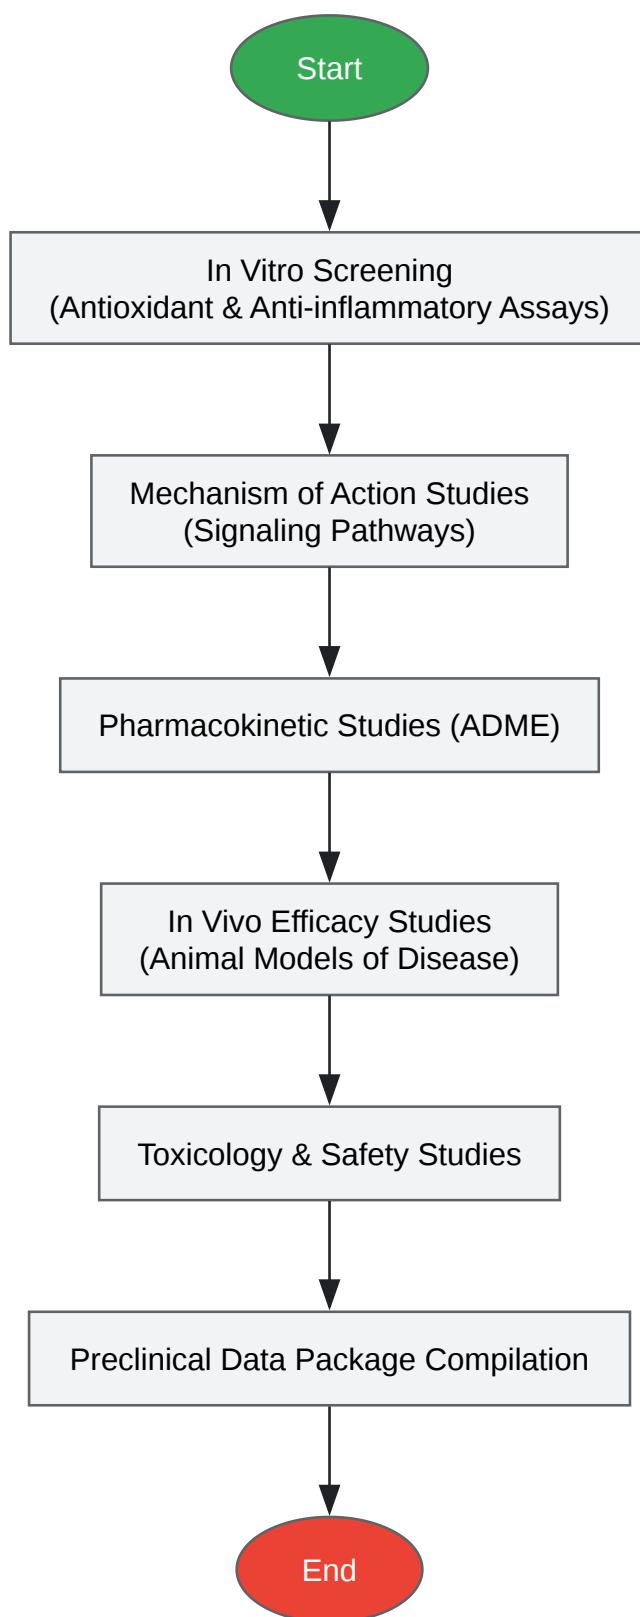 Start
In Vitro Screening
(Antioxidant & Anti-inflammatory Assays)
Mechanism of Action Studies
(Signaling Pathways)
Pharmacokinetic Studies (ADME)
In Vivo Efficacy Studies
(Animal Models of Disease)
Toxicology & Safety Studies
Preclinical Data Package Compilation
End